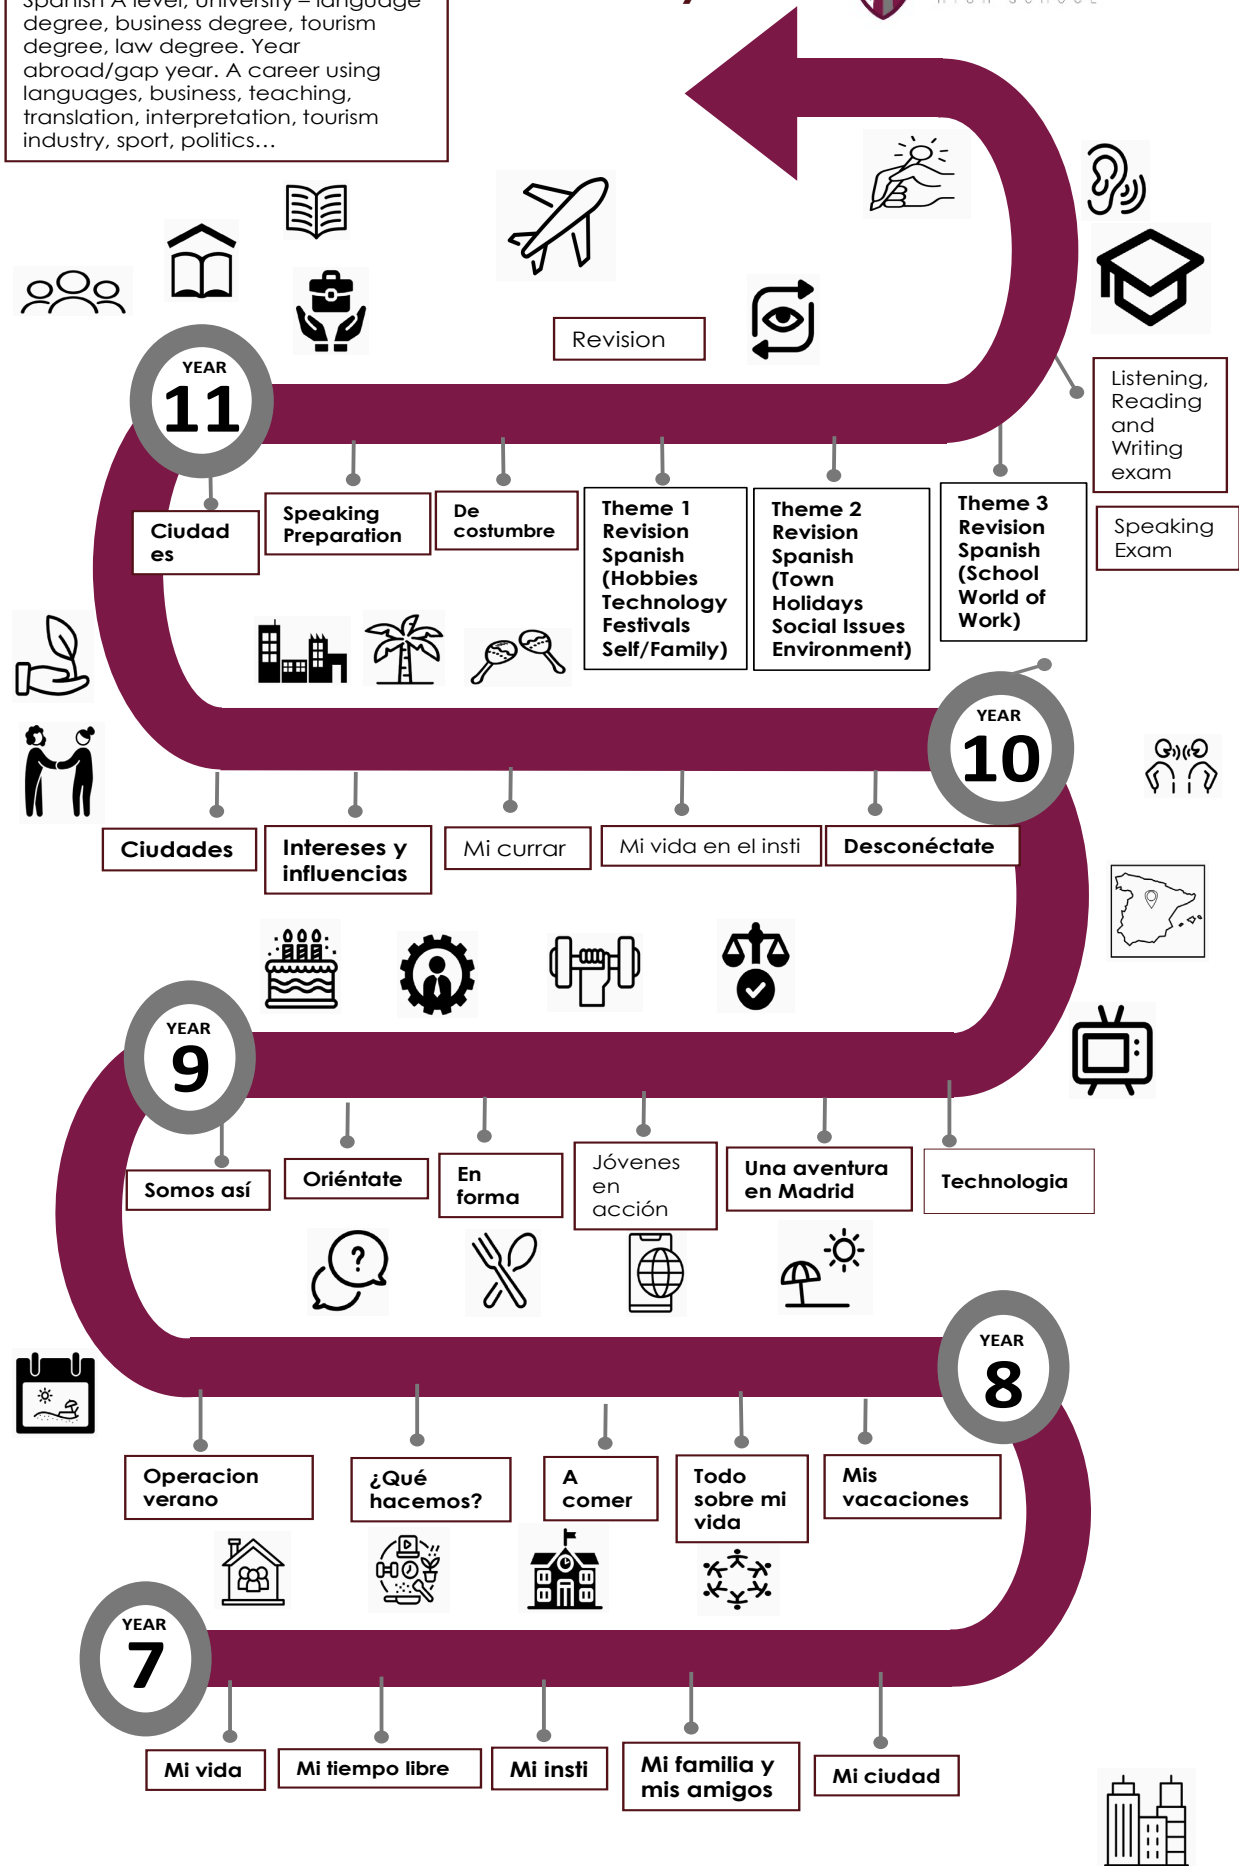 Spanish A level, University – language
degree, business degree, tourism
degree, law degree. Year
abroad/gap year. A career using
languages, business, teaching,
translation, interpretation, tourism
industry, sport, politics...
HIGH SCHOOL
Revision
YEAR
11
Listening,
Reading
and
Writing
exam
Speaking
Exam
Ciudad
es
Speaking
Preparation
De
costumbre
Theme 1
Revision
Spanish
(Hobbies
Technology
Festivals
Self/Family)
Theme 2
Revision
Spanish
(Town
Holidays
Social Issues
Environment)
Theme 3
Revision
Spanish
(School
World of
Work)
YEAR
10
Ciudades
Intereses y
influencias
Mi currar
Mi vida en el insti
Desconéctate
YEAR
9
Somos así
Oriéntate
En
forma
Jóvenes
en
acción
Una aventura
en Madrid
Technologia
YEAR
8
Operacion
verano
¿Qué
hacemos?
A
comer
Todo
sobre mi
vida
Mis
vacaciones
YEAR
7
Mi vida
Mi tiempo libre
Mi insti
Mi familia y
mis amigos
Mi ciudad